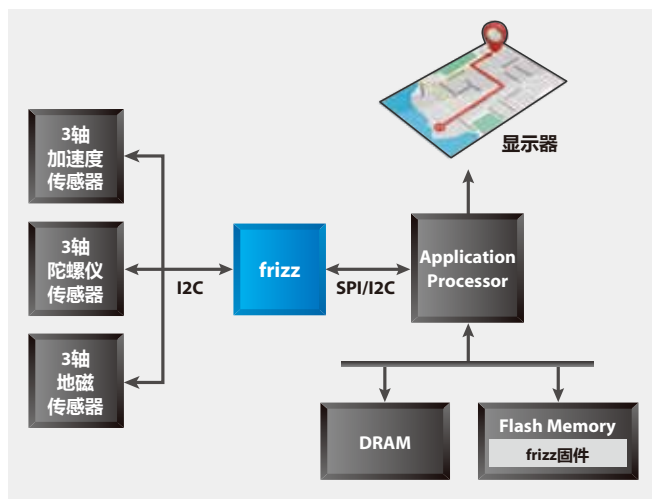 显示器
3轴
加速度
传感器
3轴
陀螺仪
传感器
I2C
frizz
SPI/I2C
Application
Processor
3轴
地磁
传感器
DRAM
Flash Memory
frizz固件